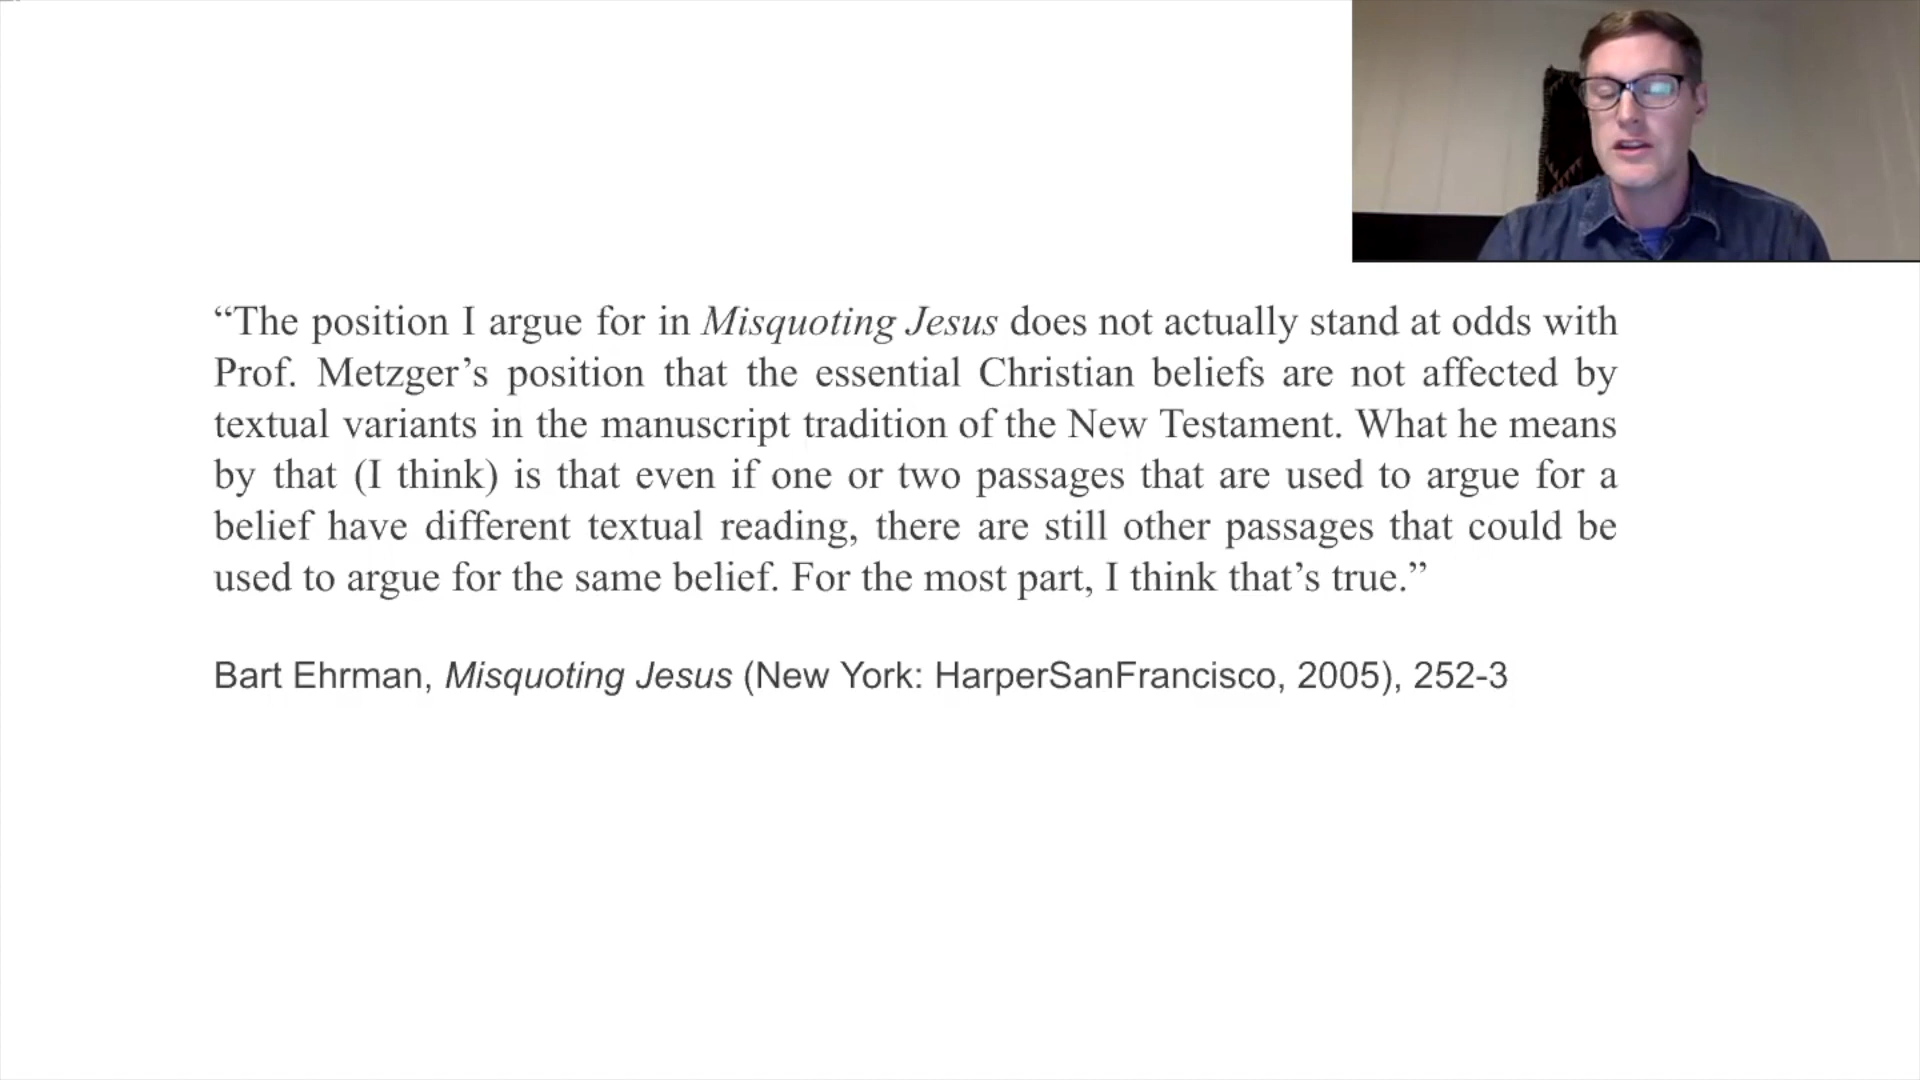 “The position I argue for in Misquoting Jesus does not actually stand at odds with
Prof. Metzger’s position that the essential Christian beliefs are not affected by
textual variants in the manuscript tradition of the New Testament. What he means
by that (I think) is that even if one or two passages that are used to argue for a
belief have different textual reading, there are still other passages that could be
used to argue for the same belief. For the most part, I think that’s true.”
Bart Ehrman, Misquoting Jesus (New York: HarperSanFrancisco, 2005), 252-3